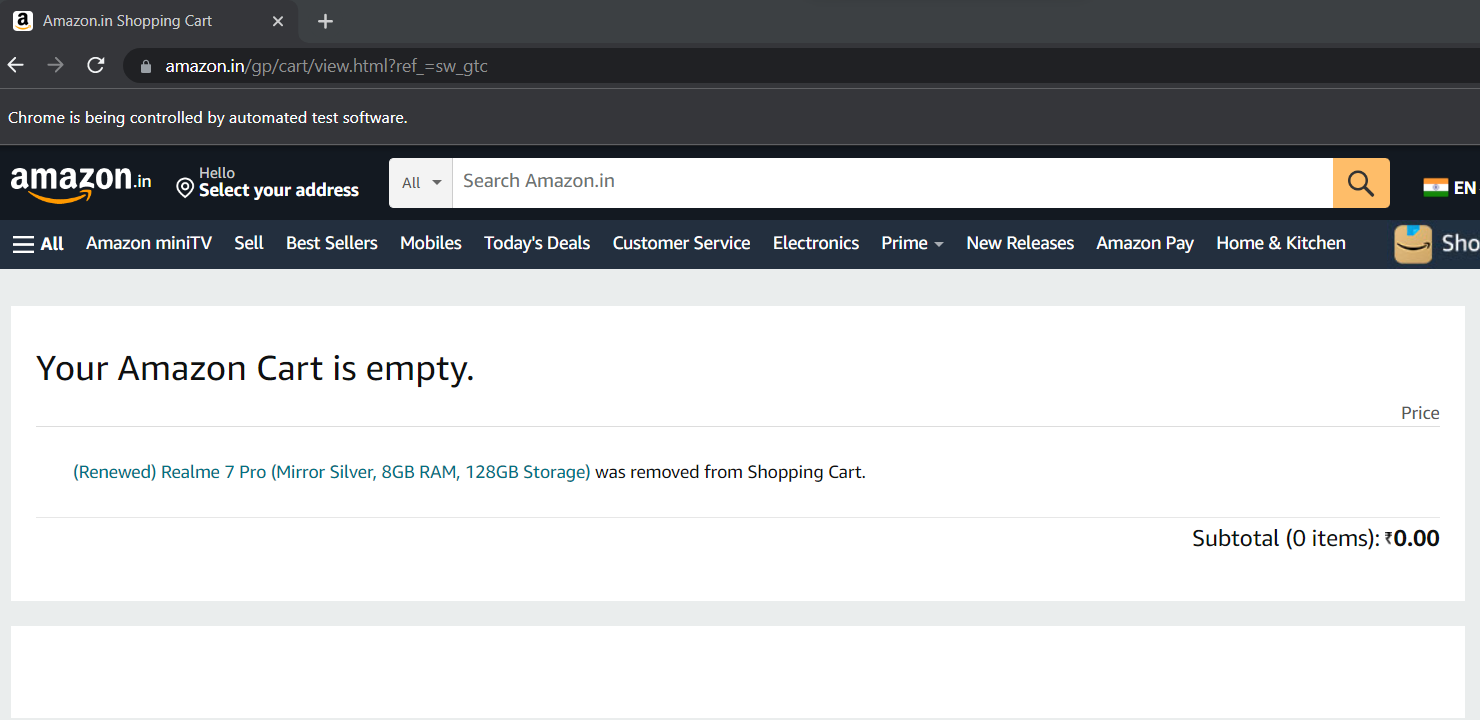 Amazon.in Shopping Cart
amazon.in/gp/cart/view.html?ref_=sw_gtc
Chrome is being controlled by automated test software.
amazon.in
Hello
Select your address
All
Search Amazon.in
EN
All Amazon miniTV Sell Best Sellers Mobiles Today's Deals Customer Service Electronics Prime New Releases Amazon Pay Home & Kitchen Sho
Your Amazon Cart is empty.
Price
(Renewed) Realme 7 Pro (Mirror Silver, 8GB RAM, 128GB Storage) was removed from Shopping Cart.
Subtotal (0 items): ₹0.00